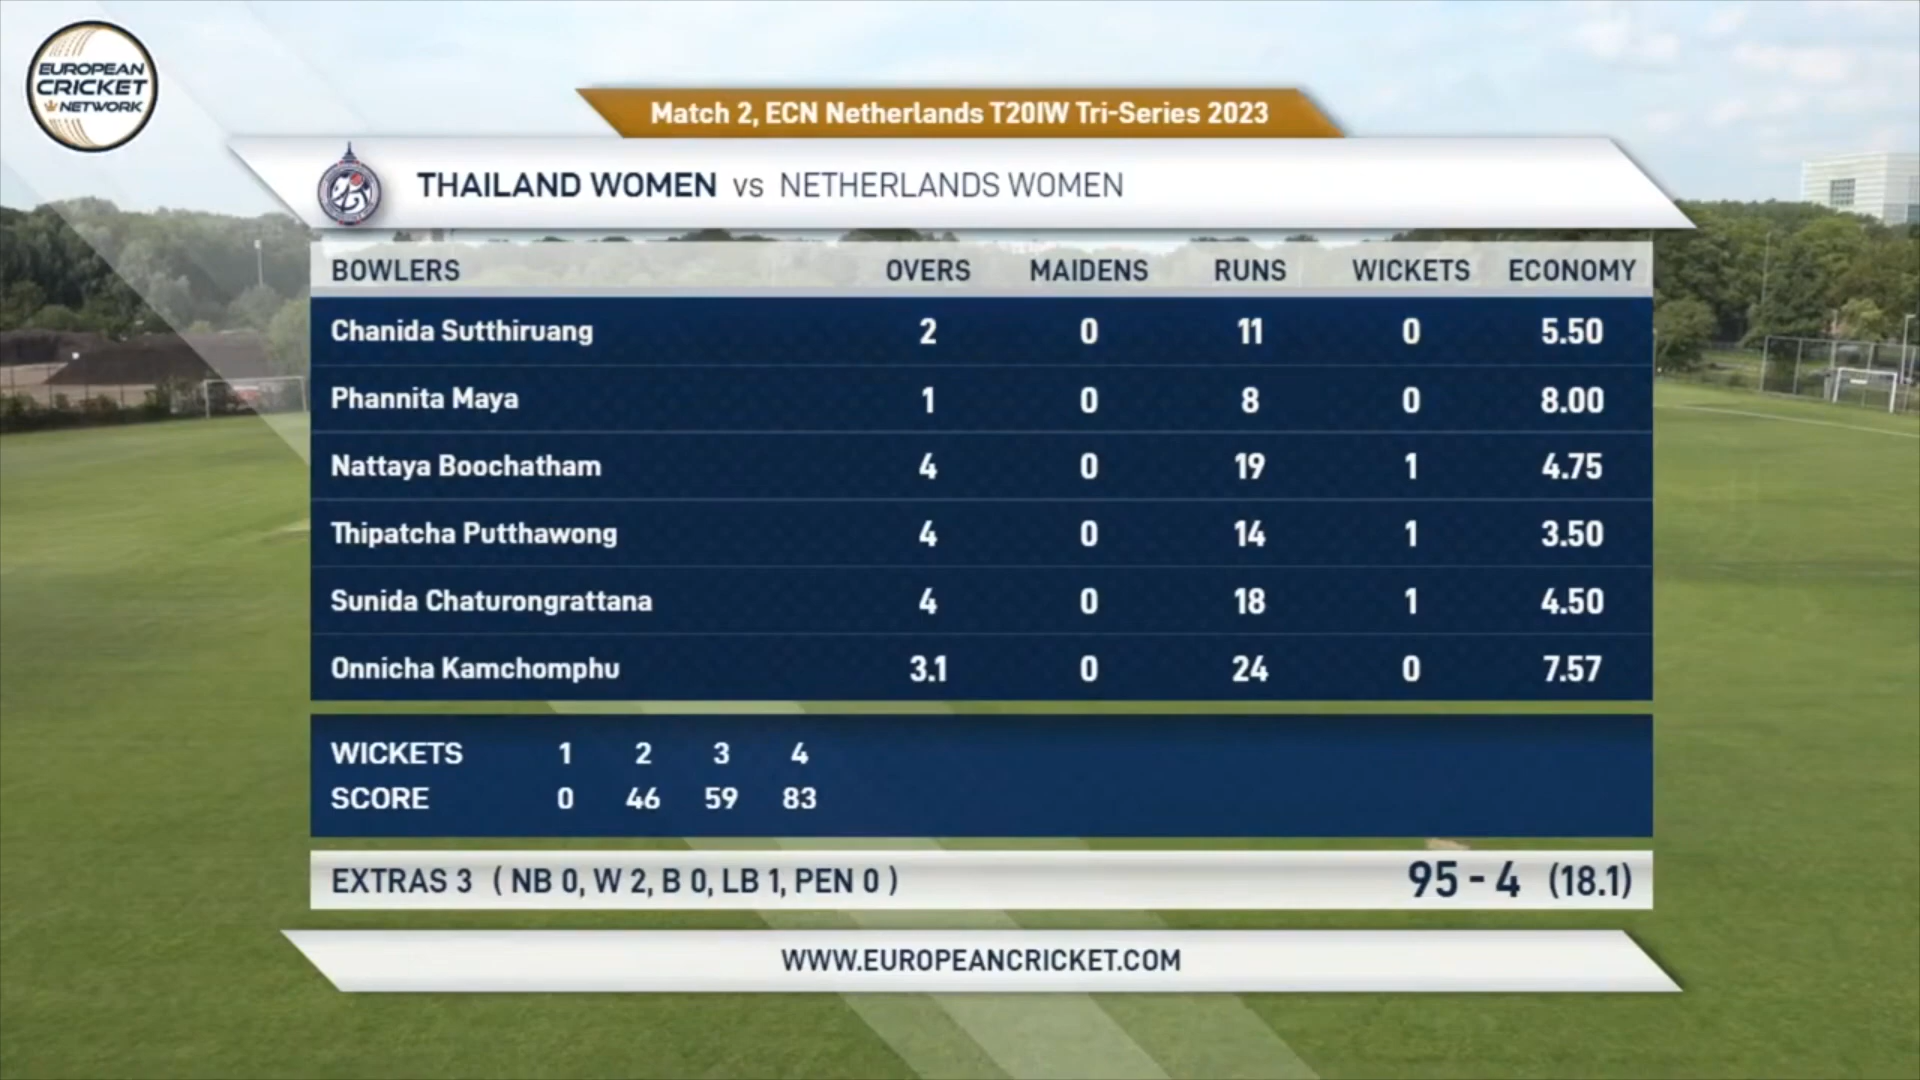 EUROPEAN
CRICKET
NETWORK
Match 2, ECN Netherlands T20IW Tri-Series 2023
THAILAND WOMEN vs NETHERLANDS WOMEN
BOWLERS OVERS MAIDENS RUNS WICKETS ECONOMY
Chanida Sutthiruang 2 0 11 0 5.50
Phannita Maya 1 0 8 0 8.00
Nattaya Boochatham 4 0 19 1 4.75
Thipatcha Putthawong 4 0 14 1 3.50
Sunida Chaturongrattana 4 0 18 1 4.50
Onnicha Kamchomphu 3.1 0 24 0 7.57
WICKETS 1 2 3 4
SCORE 0 46 59 83
EXTRAS 3 ( NB 0, W 2, B 0, LB 1, PEN 0 ) 95 - 4 (18.1)
WWW.EUROPEANCRICKET.COM